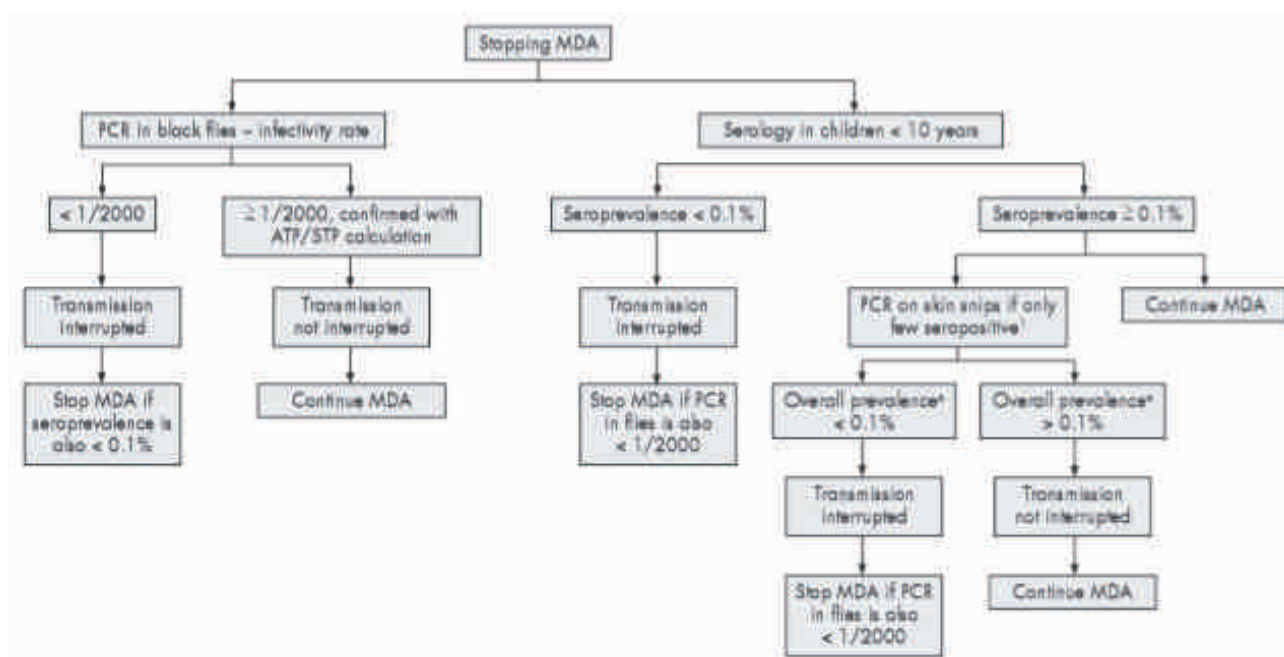 Stopping MDA
PCR in black flies – infectivity rate
Serology in children < 10 years
< 1/2000
≧ 1/2000, confirmed with
ATP/STP calculation
Seroprevalence < 0.1%
Seroprevalence ≧ 0.1%
Transmission
interrupted
Transmission
not interrupted
Transmission
interrupted
PCR on skin snips if only
few seropositive
Continue MDA
Stop MDA if
seroprevalence is
also < 0.1%
Continue MDA
Stop MDA if PCR
in flies is also
< 1/2000
Overall prevalence
< 0.1%
Overall prevalence
> 0.1%
Transmission
interrupted
Transmission
not interrupted
Stop MDA if PCR
in flies is also
< 1/2000
Continue MDA